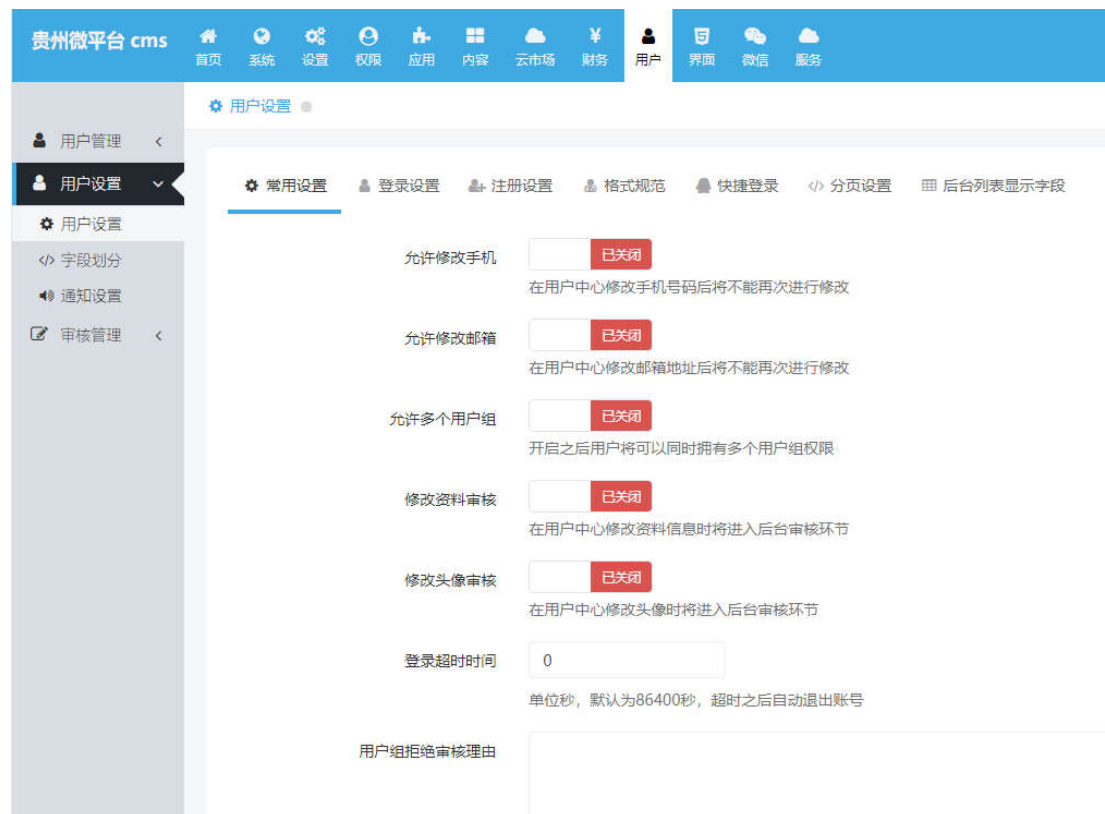 贵州微平台 cms
首页 系统 设置 权限 应用 内容 云市场 财务 用户 界面 微信 服务
用户设置
用户管理
用户设置
用户设置
字段划分
通知设置
审核管理
常用设置 登录设置 注册设置 格式规范 快捷登录 分页设置 后台列表显示字段
允许修改手机 已关闭
在用户中心修改手机号码后将不能再次进行修改
允许修改邮箱 已关闭
在用户中心修改邮箱地址后将不能再次进行修改
允许多个用户组 已关闭
开启之后用户将可以同时拥有多个用户组权限
修改资料审核 已关闭
在用户中心修改资料信息时将进入后台审核环节
修改头像审核 已关闭
在用户中心修改头像时将进入后台审核环节
登录超时时间 0
单位秒，默认为86400秒，超时之后自动退出账号
用户组拒绝审核理由